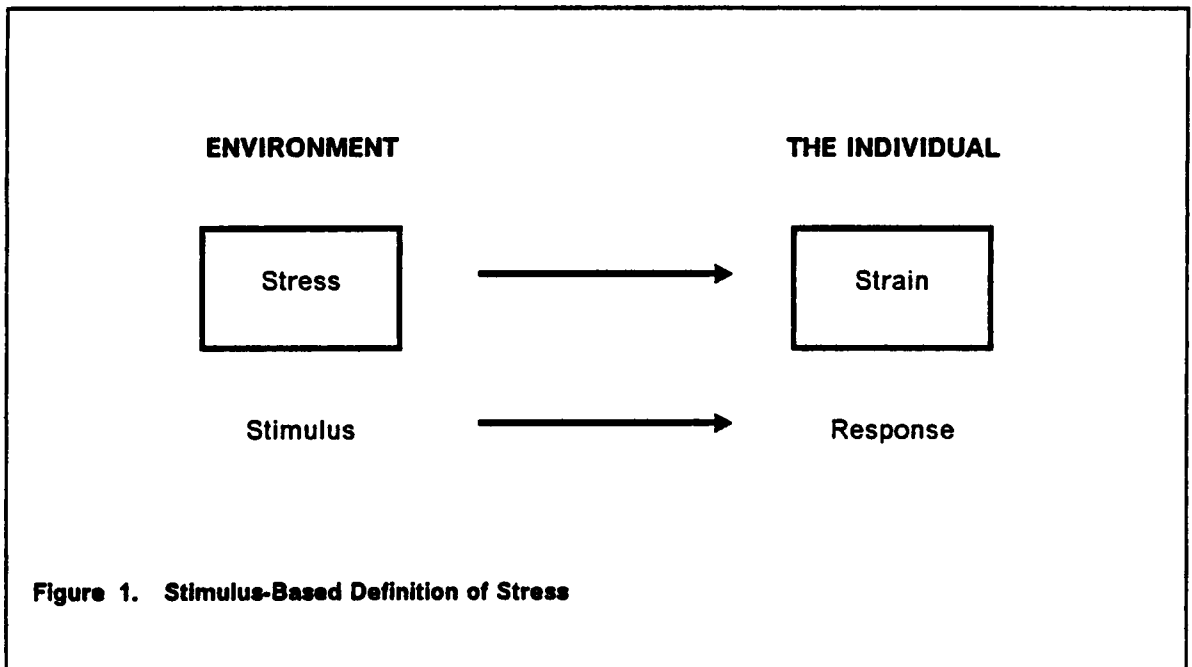 ENVIRONMENT THE INDIVIDUAL
Stress Strain
Stimulus Response
Figure 1. Stimulus-Based Definition of Stress